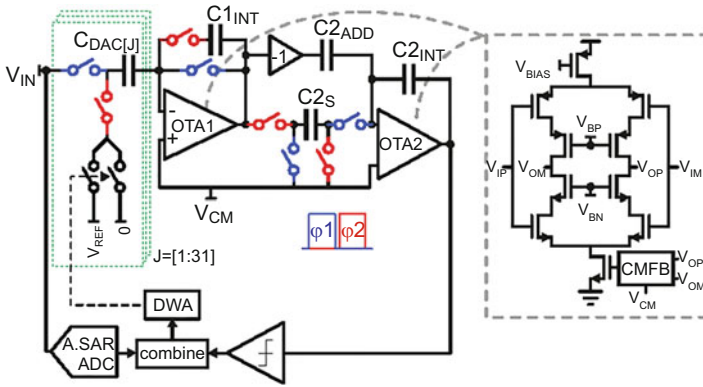 C1INT
C2ADD
C2INT
CDAC[J]
VIN
-1
- OTA1 +
C2S
OTA2
VREF
0
VCM
φ1 φ2
J=[1:31]
DWA
A.SAR
ADC
combine
VBIAS
VBP
VIP
VOM
VOP
VIM
VBN
CMFB
VOP
VOM
VCM